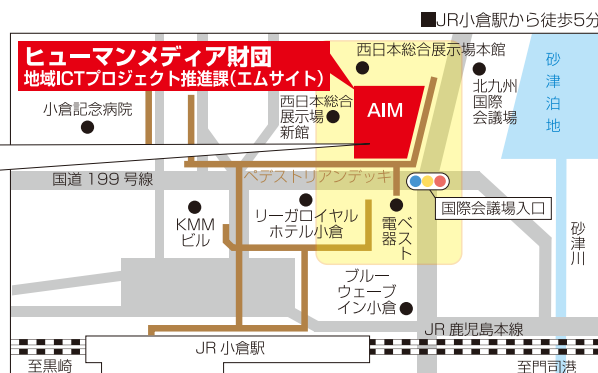 ■JR小倉駅から徒歩5分
ヒューマンメディア財団
地域ICTプロジェクト推進課(エムサイト)
西日本総合展示場本館
小倉記念病院
西日本総合
展示場
新館
AIM
北九州
国際
会議場
砂津泊地
国道199号線
ペデストリアンデッキ
国際会議場入口
KMM
ビル
リーガロイヤル
ホテル小倉
ベスト
電器
砂津川
ブルー
ウェーブ
イン小倉
JR鹿児島本線
JR小倉駅
至黒崎
至門司港